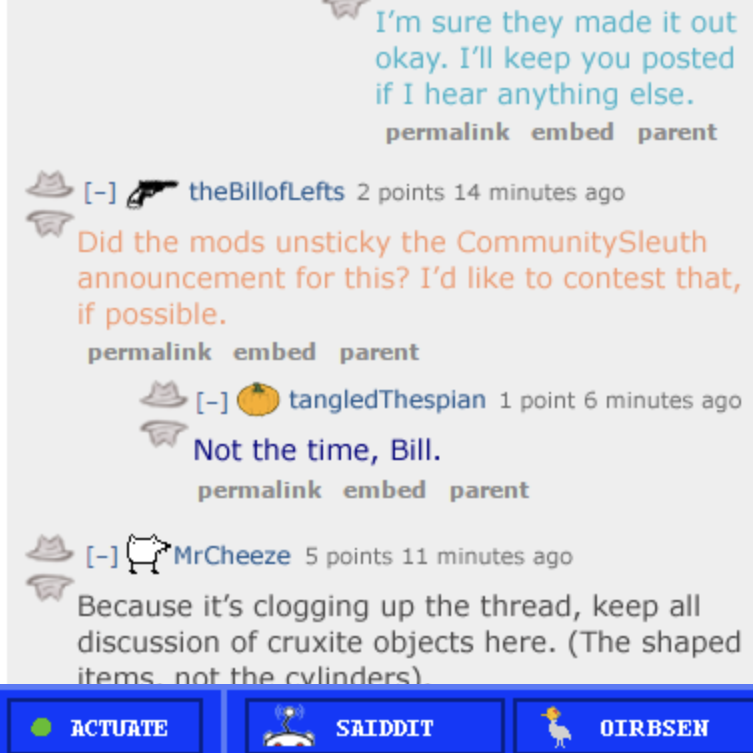 I’m sure they made it out
okay. I’ll keep you posted
if I hear anything else.
permalink embed parent
[–] theBillofLefts 2 points 14 minutes ago
Did the mods unsticky the CommunitySleuth
announcement for this? I’d like to contest that,
if possible.
permalink embed parent
[–] tangledThespian 1 point 6 minutes ago
Not the time, Bill.
permalink embed parent
[–] MrCheeze 5 points 11 minutes ago
Because it’s clogging up the thread, keep all
discussion of cruxite objects here. (The shaped
items, not the cylinders).
ACTUATE SAIDDIT OIRBSEN